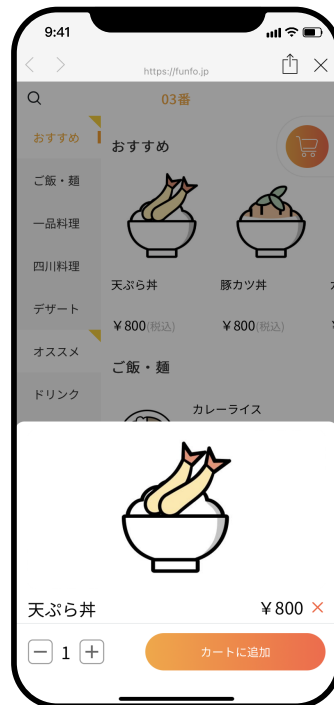 9:41
https://funfo.jp
03番
おすすめ
ご飯・麺
一品料理
四川料理
デザート
オススメ
ドリンク
おすすめ
天ぷら丼
豚カツ丼
¥800(税込)
¥800(税込)
ご飯・麺
カレーライス
天ぷら丼
¥800 ×
1
カートに追加